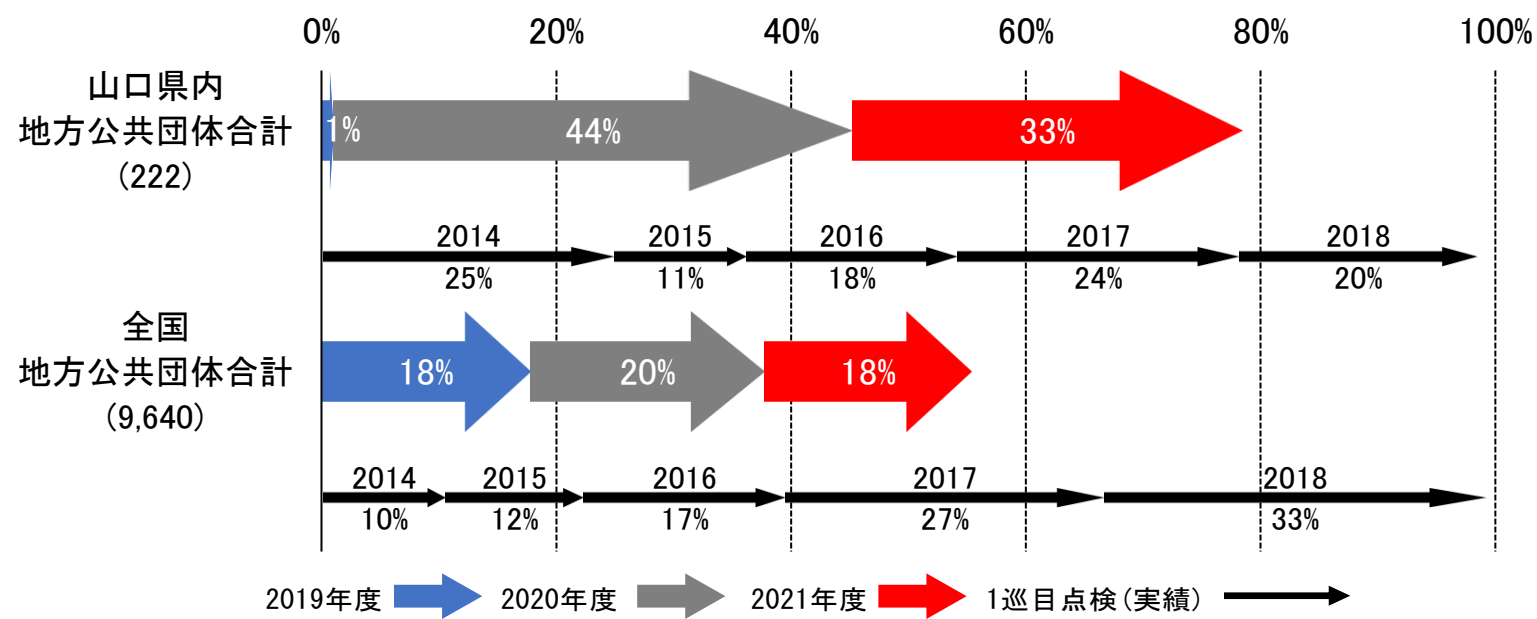 0% 20% 40% 60% 80% 100%
山口県内
地方公共団体合計
(222)
1% 44% 33%
2014 2015 2016 2017 2018
25% 11% 18% 24% 20%
全国
地方公共団体合計
(9,640)
18% 20% 18%
2014 2015 2016 2017 2018
10% 12% 17% 27% 33%
2019年度 2020年度 2021年度 1巡目点検(実績)